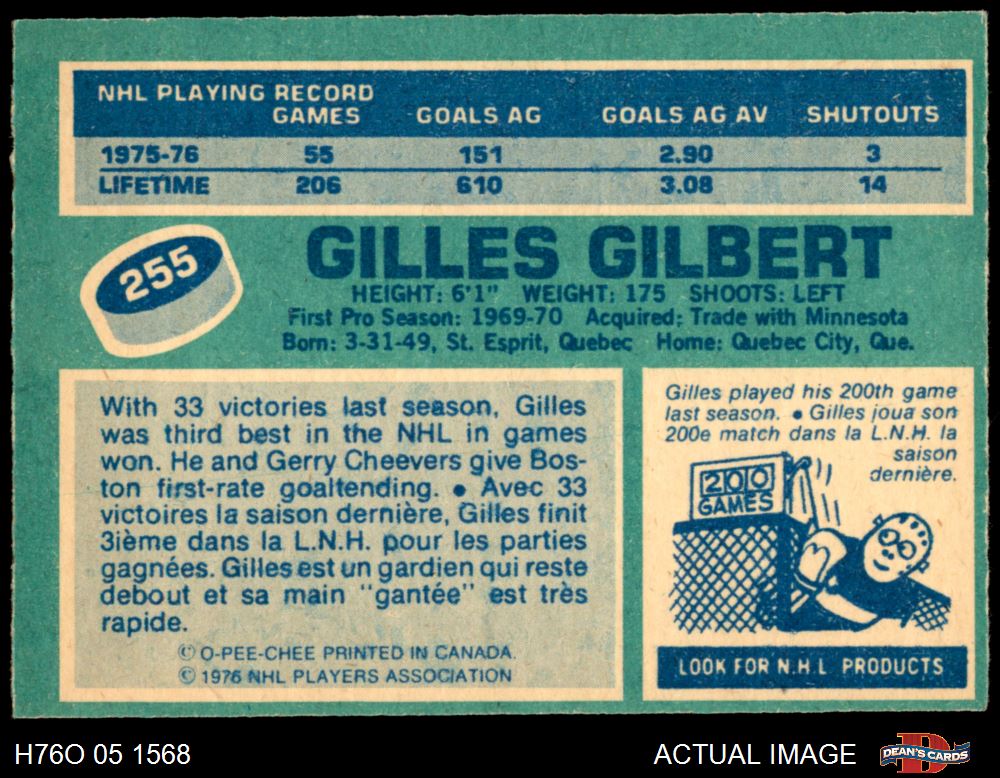 NHL PLAYING RECORD
GAMES GOALS AG GOALS AG AV SHUTOUTS
1975-76 55 151 2.90 3
LIFETIME 206 610 3.08 14
255
GILLES GILBERT
HEIGHT: 6'1" WEIGHT: 175 SHOOTS: LEFT
First Pro Season: 1969-70 Acquired: Trade with Minnesota
Born: 3-31-49, St. Esprit, Quebec Home: Quebec City, Que.
With 33 victories last season, Gilles
was third best in the NHL in games
won. He and Gerry Cheevers give Bos-
ton first-rate goaltending. ● Avec 33
victoires la saison dernière, Gilles finit
3ième dans la L.N.H. pour les parties
gagnées. Gilles est un gardien qui reste
debout et sa main "gantée" est très
rapide.
© O-PEE-CHEE PRINTED IN CANADA.
© 1976 NHL PLAYERS ASSOCIATION
Gilles played his 200th game
last season. ● Gilles joua son
200e match dans la L.N.H. la
saison
dernière.
200
GAMES
LOOK FOR N.H.L PRODUCTS
H76O 05 1568
ACTUAL IMAGE
D
DEAN'S CARDS